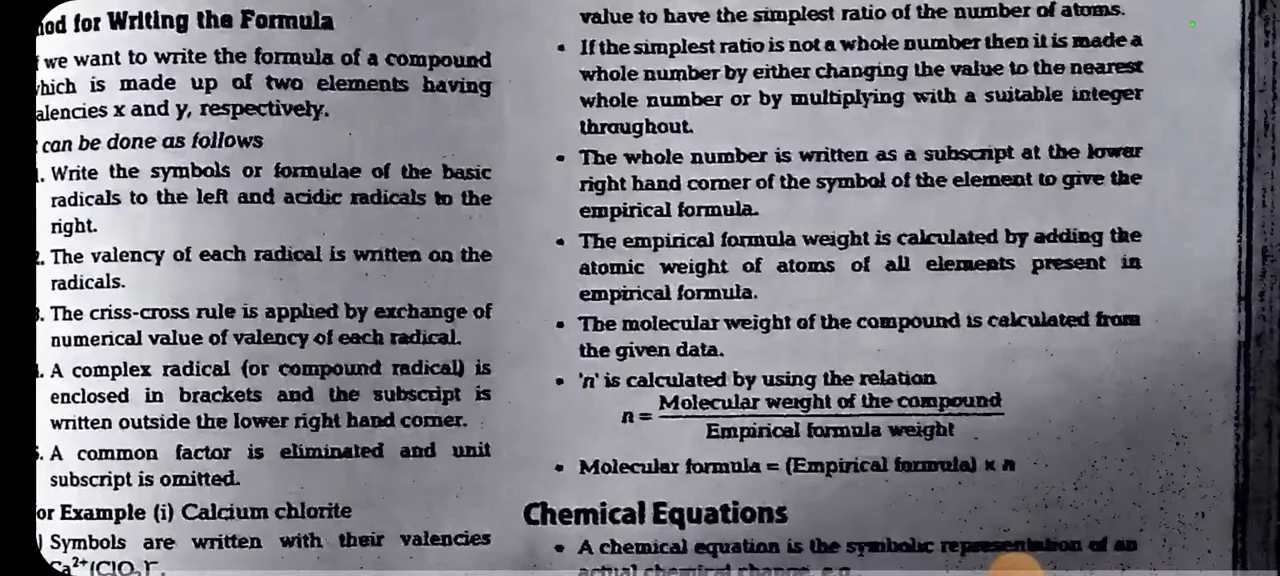 hod for Writing the Formula
we want to write the formula of a compound
which is made up of two elements having
alencies x and y, respectively.
can be done as follows
. Write the symbols or formulae of the basic
radicals to the left and acidic radicals to the
right.
. The valency of each radical is written on the
radicals.
. The criss-cross rule is applied by exchange of
numerical value of valency of each radical.
. A complex radical (or compound radical) is
enclosed in brackets and the subscript is
written outside the lower right hand corner.
. A common factor is eliminated and unit
subscript is omitted.
or Example (i) Calcium chlorite
) Symbols are written with their valencies
value to have the simplest ratio of the number of atoms.
• If the simplest ratio is not a whole number then it is made a
whole number by either changing the value to the nearest
whole number or by multiplying with a suitable integer
throughout.
• The whole number is written as a subscript at the lower
right hand corner of the symbol of the element to give the
empirical formula.
• The empirical formula weight is calculated by adding the
atomic weight of atoms of all elements present in
empirical formula.
• The molecular weight of the compound is calculated from
the given data.
• 'n' is calculated by using the relation
n = Molecular weight of the compound
Empirical formula weight
• Molecular formula = (Empirical formula) × n
Chemical Equations
• A chemical equation is the symbolic representation of an
actual chemical change, e.g.